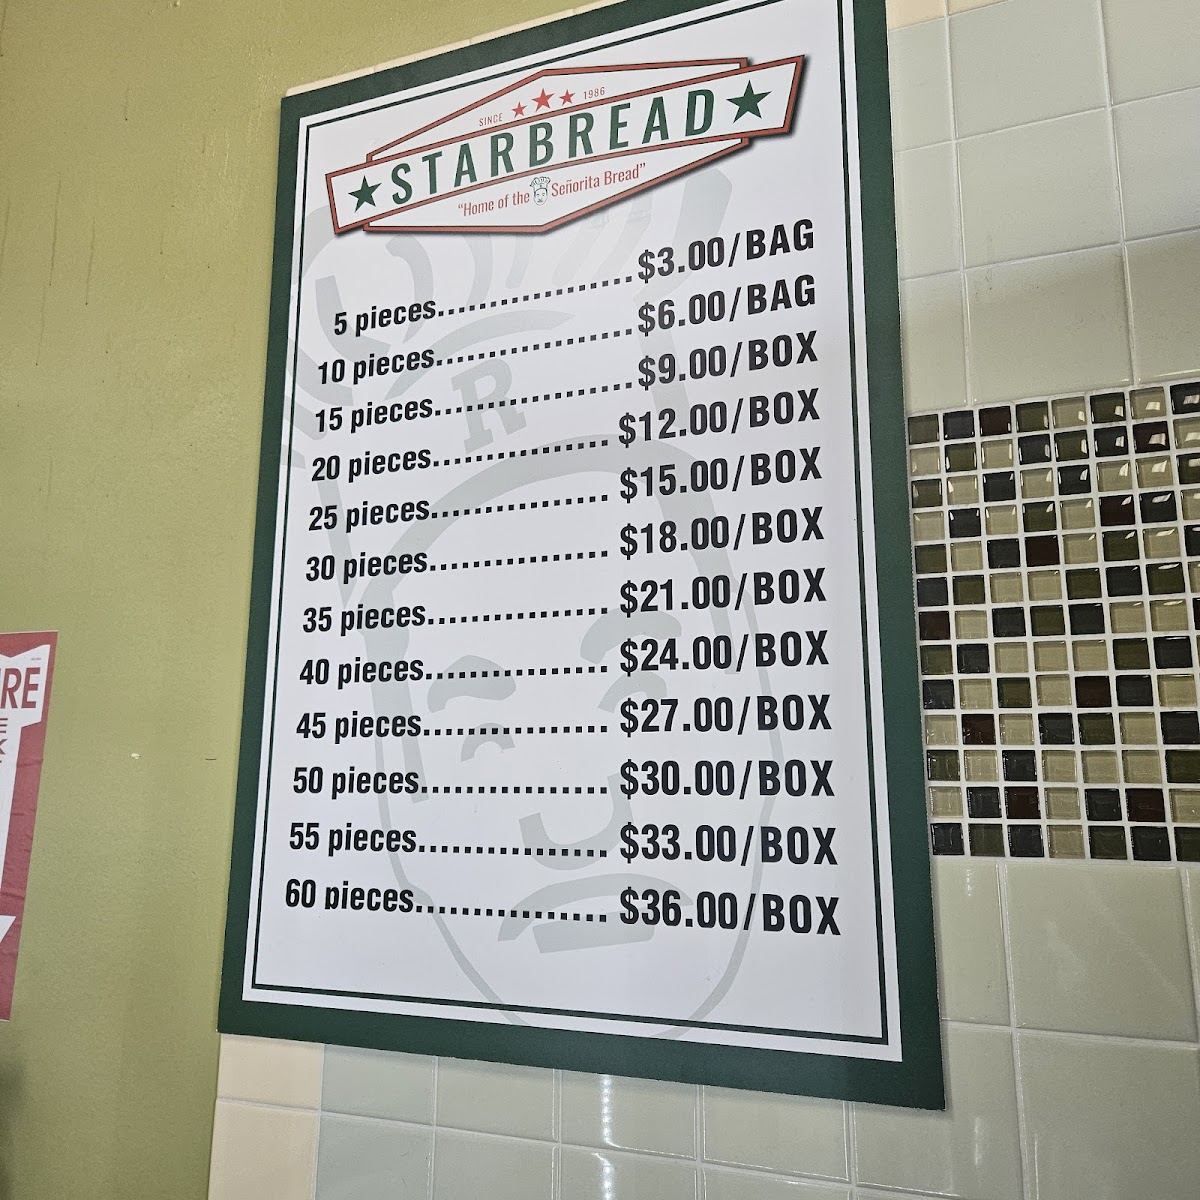 SINCE 1986
STARBREAD
"Home of the Señorita Bread"
5 pieces..................$3.00/BAG
10 pieces..................$6.00/BAG
15 pieces..................$9.00/BOX
20 pieces................$12.00/BOX
25 pieces................$15.00/BOX
30 pieces................$18.00/BOX
35 pieces................$21.00/BOX
40 pieces................$24.00/BOX
45 pieces................$27.00/BOX
50 pieces................$30.00/BOX
55 pieces................$33.00/BOX
60 pieces................$36.00/BOX
R
RE
E
K